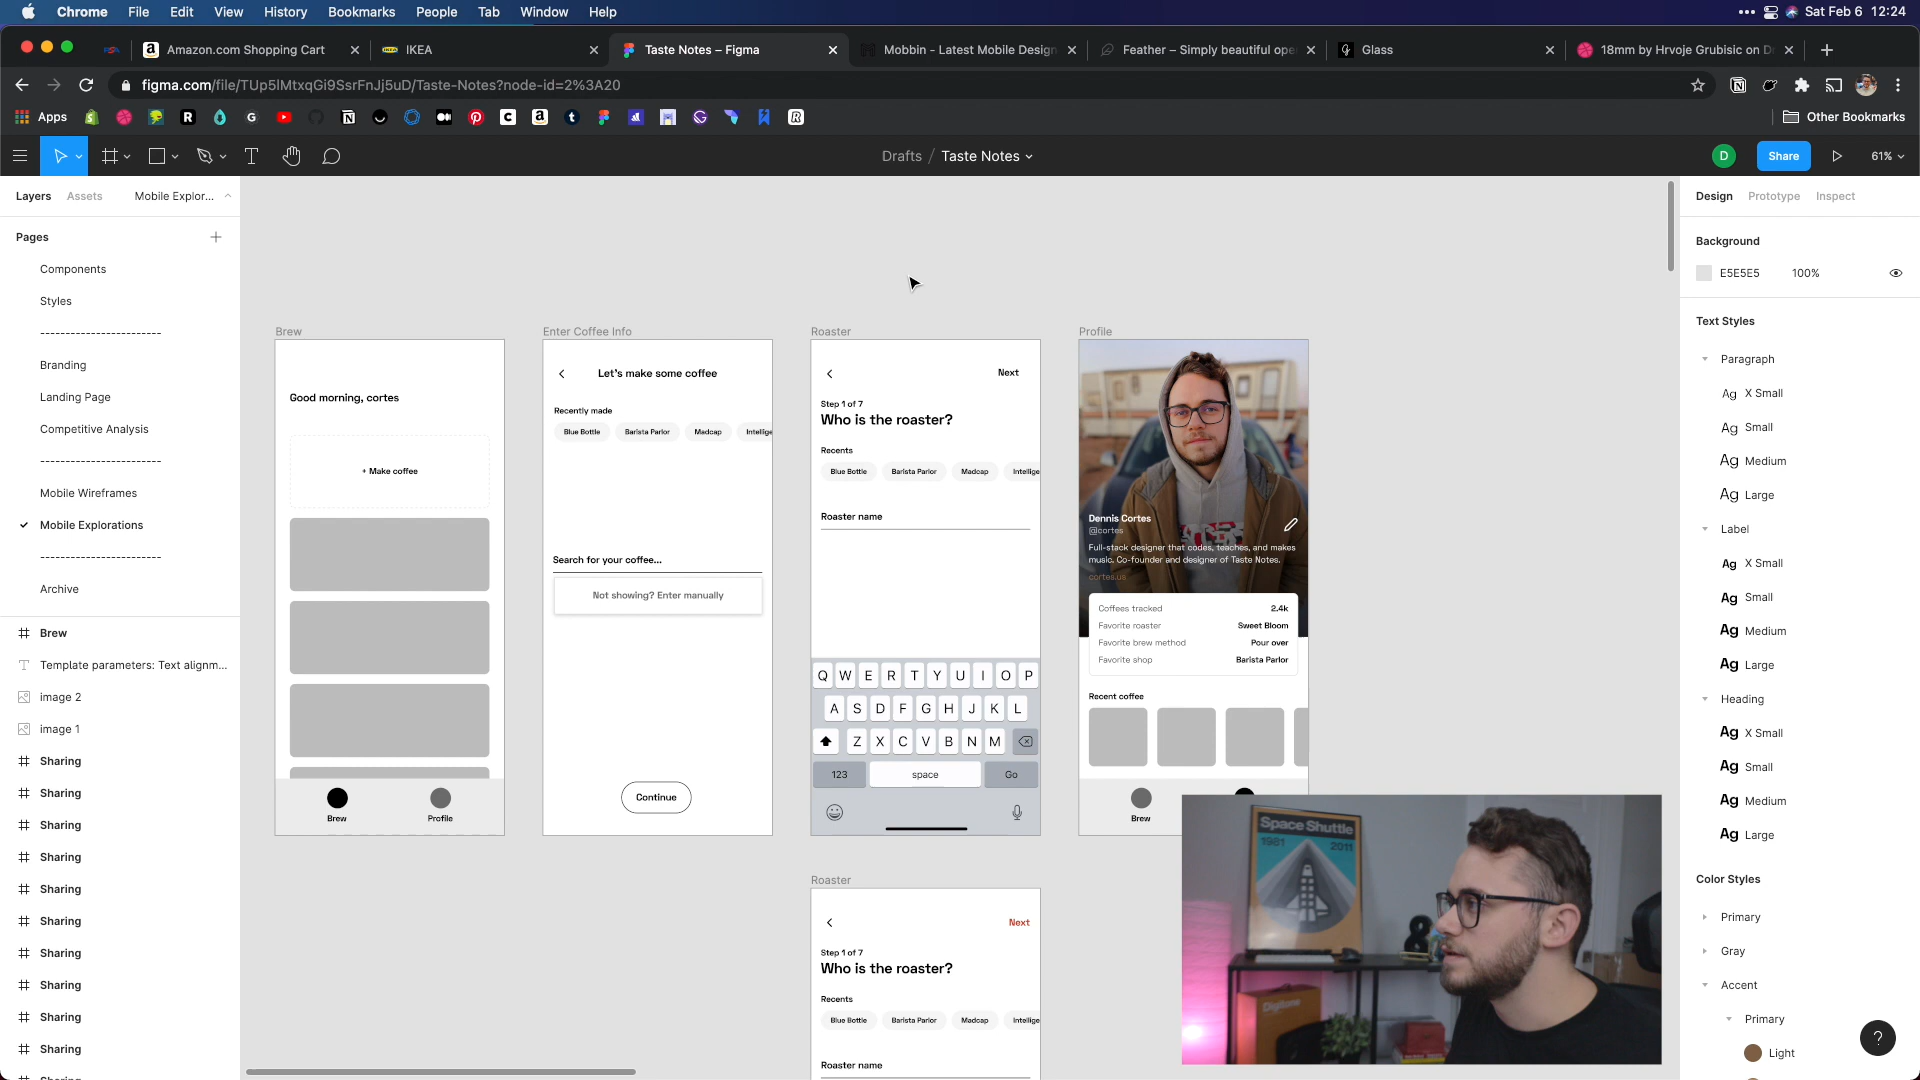 Chrome File Edit View History Bookmarks People Tab Window Help
Sat Feb 6 12:24
Amazon.com Shopping Cart
IKEA
Taste Notes – Figma
Mobbin - Latest Mobile Design
Feather – Simply beautiful ope
Glass
18mm by Hrvoje Grubisic on D
figma.com/file/TUp5lMtxqGi9SsrFnJj5uD/Taste-Notes?node-id=2%3A20
Apps
Other Bookmarks
Drafts / Taste Notes
D
Share
61%
Layers
Assets
Mobile Explor...
Pages
Components
Styles
------------------------
Branding
Landing Page
Competitive Analysis
------------------------
Mobile Wireframes
Mobile Explorations
------------------------
Archive
Brew
Template parameters: Text alignm...
image 2
image 1
Sharing
Sharing
Sharing
Sharing
Sharing
Sharing
Sharing
Sharing
Sharing
Sharing
Brew
Good morning, cortes
+ Make coffee
Brew
Profile
Enter Coffee Info
Let's make some coffee
Recently made
Blue Bottle
Barista Parlor
Madcap
Intellige
Search for your coffee...
Not showing? Enter manually
Continue
Roaster
Next
Step 1 of 7
Who is the roaster?
Recents
Blue Bottle
Barista Parlor
Madcap
Intellige
Roaster name
Q W E R T Y U I O P
A S D F G H J K L
Z X C V B N M
123
space
Go
Profile
Dennis Cortes
@cortes
Full-stack designer that codes, teaches, and makes
music. Co-founder and designer of Taste Notes.
cortes.us
Coffees tracked 2.4k
Favorite roaster Sweet Bloom
Favorite brew method Pour over
Favorite shop Barista Parlor
Recent coffee
Brew
Roaster
Next
Step 1 of 7
Who is the roaster?
Recents
Blue Bottle
Barista Parlor
Madcap
Intellige
Roaster name
Space Shuttle
1981
2011
Digitone
Design
Prototype
Inspect
Background
E5E5E5
100%
Text Styles
Paragraph
Ag X Small
Ag Small
Ag Medium
Ag Large
Label
Ag X Small
Ag Small
Ag Medium
Ag Large
Heading
Ag X Small
Ag Small
Ag Medium
Ag Large
Color Styles
Primary
Gray
Accent
Primary
Light
?